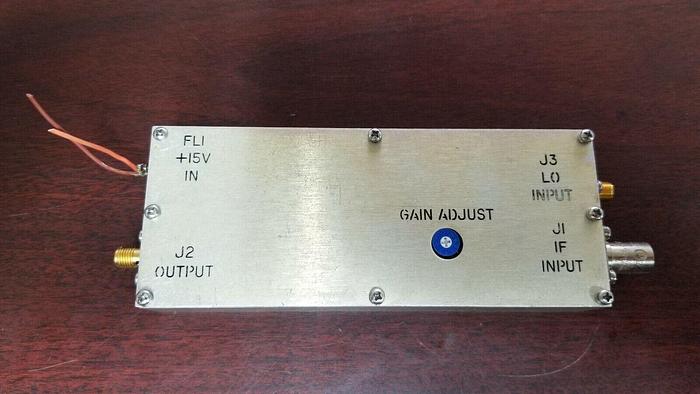 FL1
+15V
IN
J2
OUTPUT
GAIN ADJUST
J3
LO
INPUT
J1
IF
INPUT